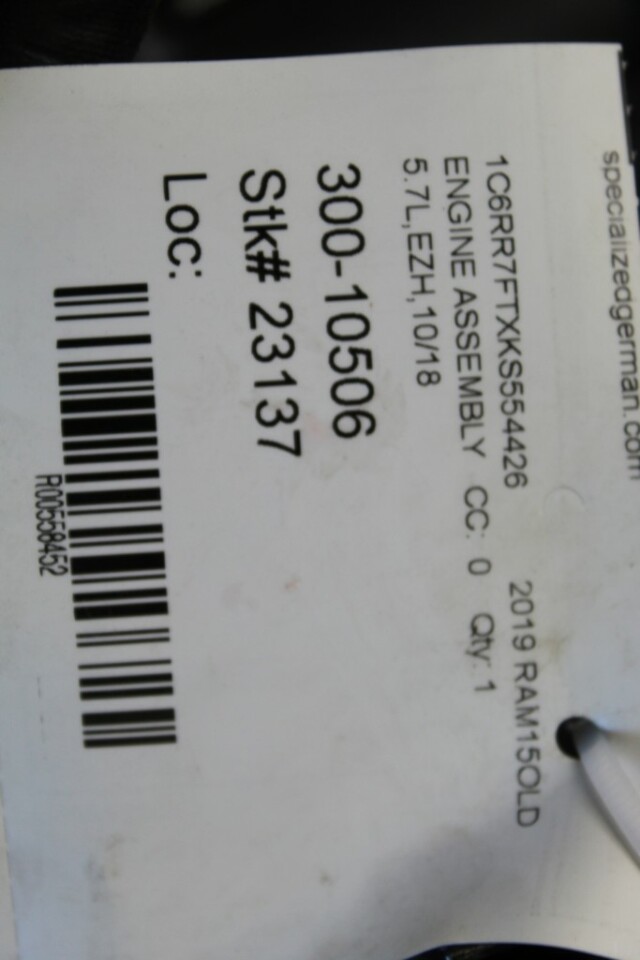 specializedgerman.com
1C6RR7FTXKS554426 2019 RAM15OLD
ENGINE ASSEMBLY CC: 0 Qty: 1
5.7L,EZH,10/18
300-10506
Stk# 23137
Loc:
R00558452